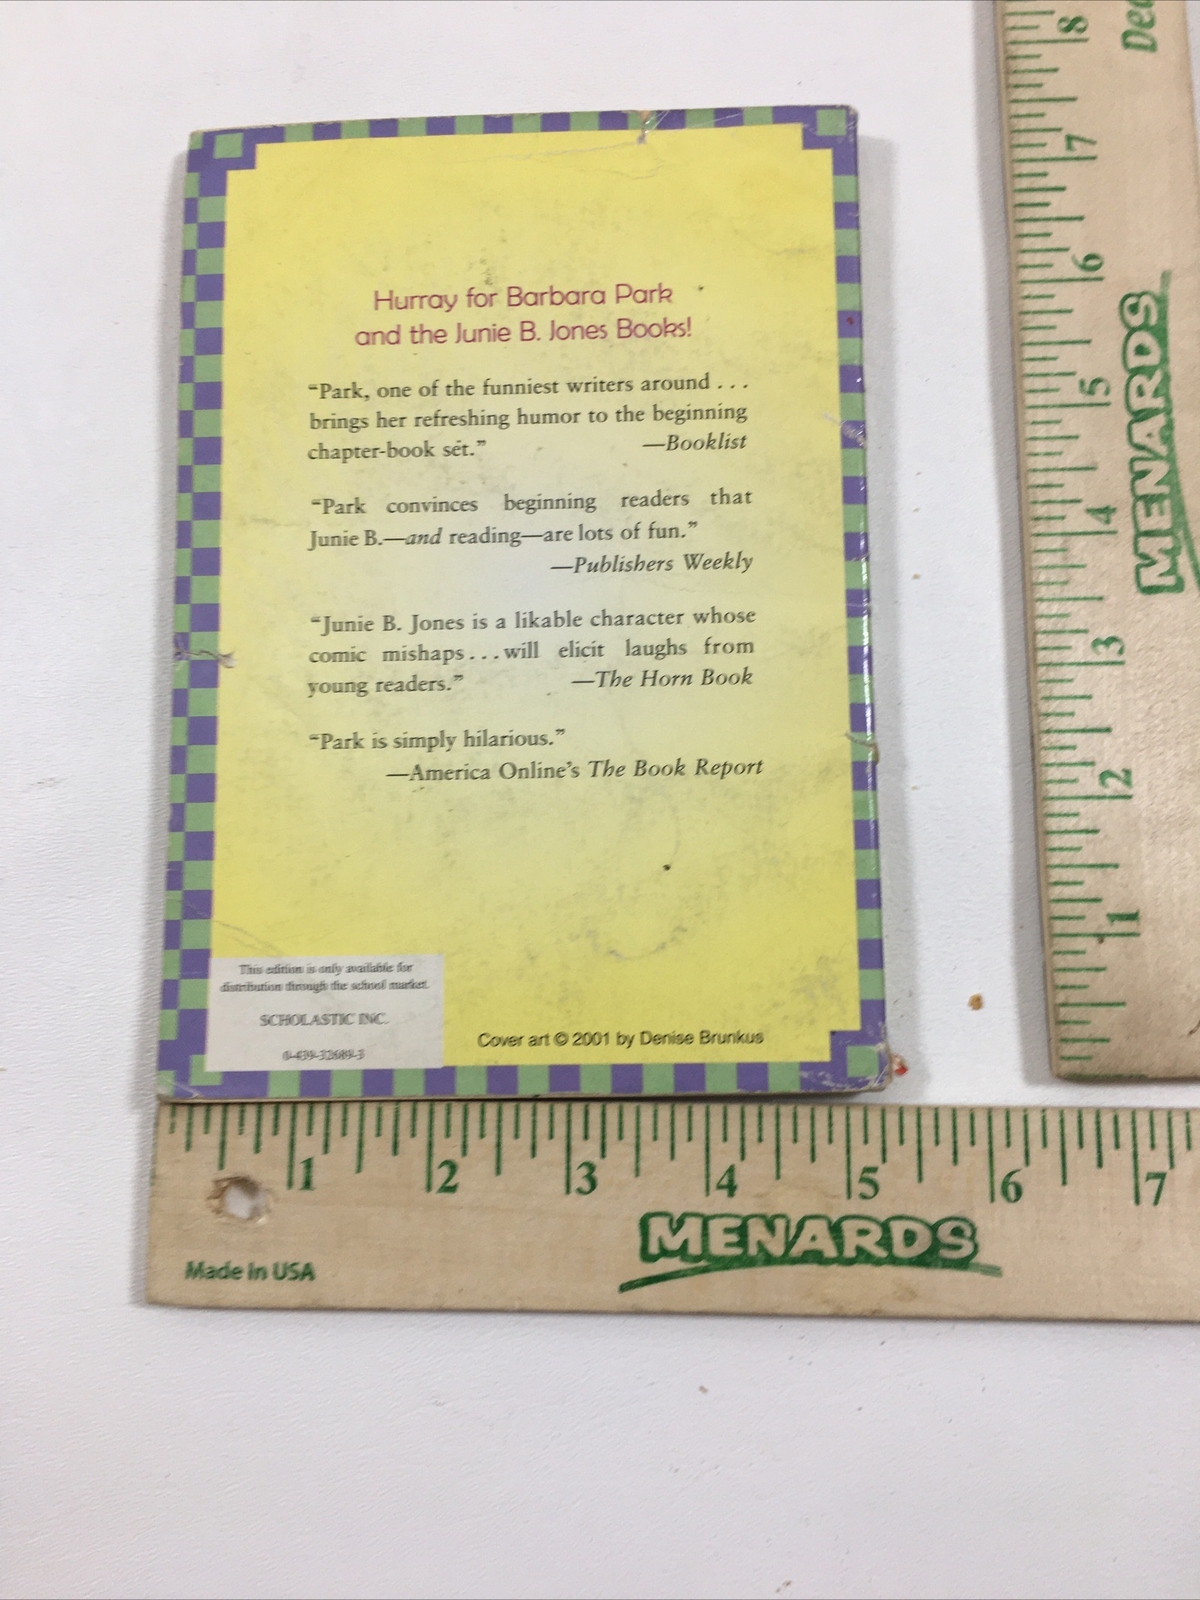 Hurray for Barbara Park
and the Junie B. Jones Books!
“Park, one of the funniest writers around . . .
brings her refreshing humor to the beginning
chapter-book set.” —Booklist
“Park convinces beginning readers that
Junie B.—and reading—are lots of fun.”
—Publishers Weekly
“Junie B. Jones is a likable character whose
comic mishaps . . . will elicit laughs from
young readers.” —The Horn Book
“Park is simply hilarious.”
—America Online’s The Book Report
This edition is only available for
distribution through the school market.
SCHOLASTIC INC.
0-439-32689-3
Cover art © 2001 by Denise Brunkus
1 2 3 4 5 6 7
MENARDS
Made in USA
8 7 6 5 4 3 2 1
MENARDS